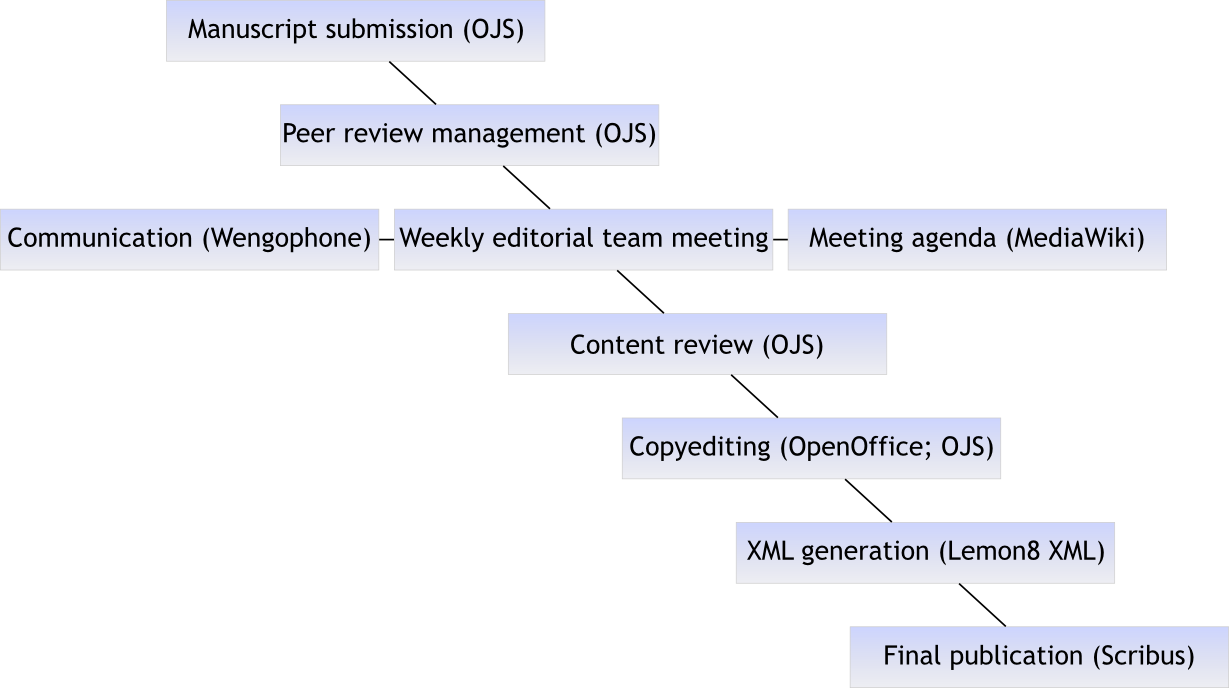 Manuscript submission (OJS)
Peer review management (OJS)
Communication (Wengophone)
Weekly editorial team meeting
Meeting agenda (MediaWiki)
Content review (OJS)
Copyediting (OpenOffice; OJS)
XML generation (Lemon8 XML)
Final publication (Scribus)